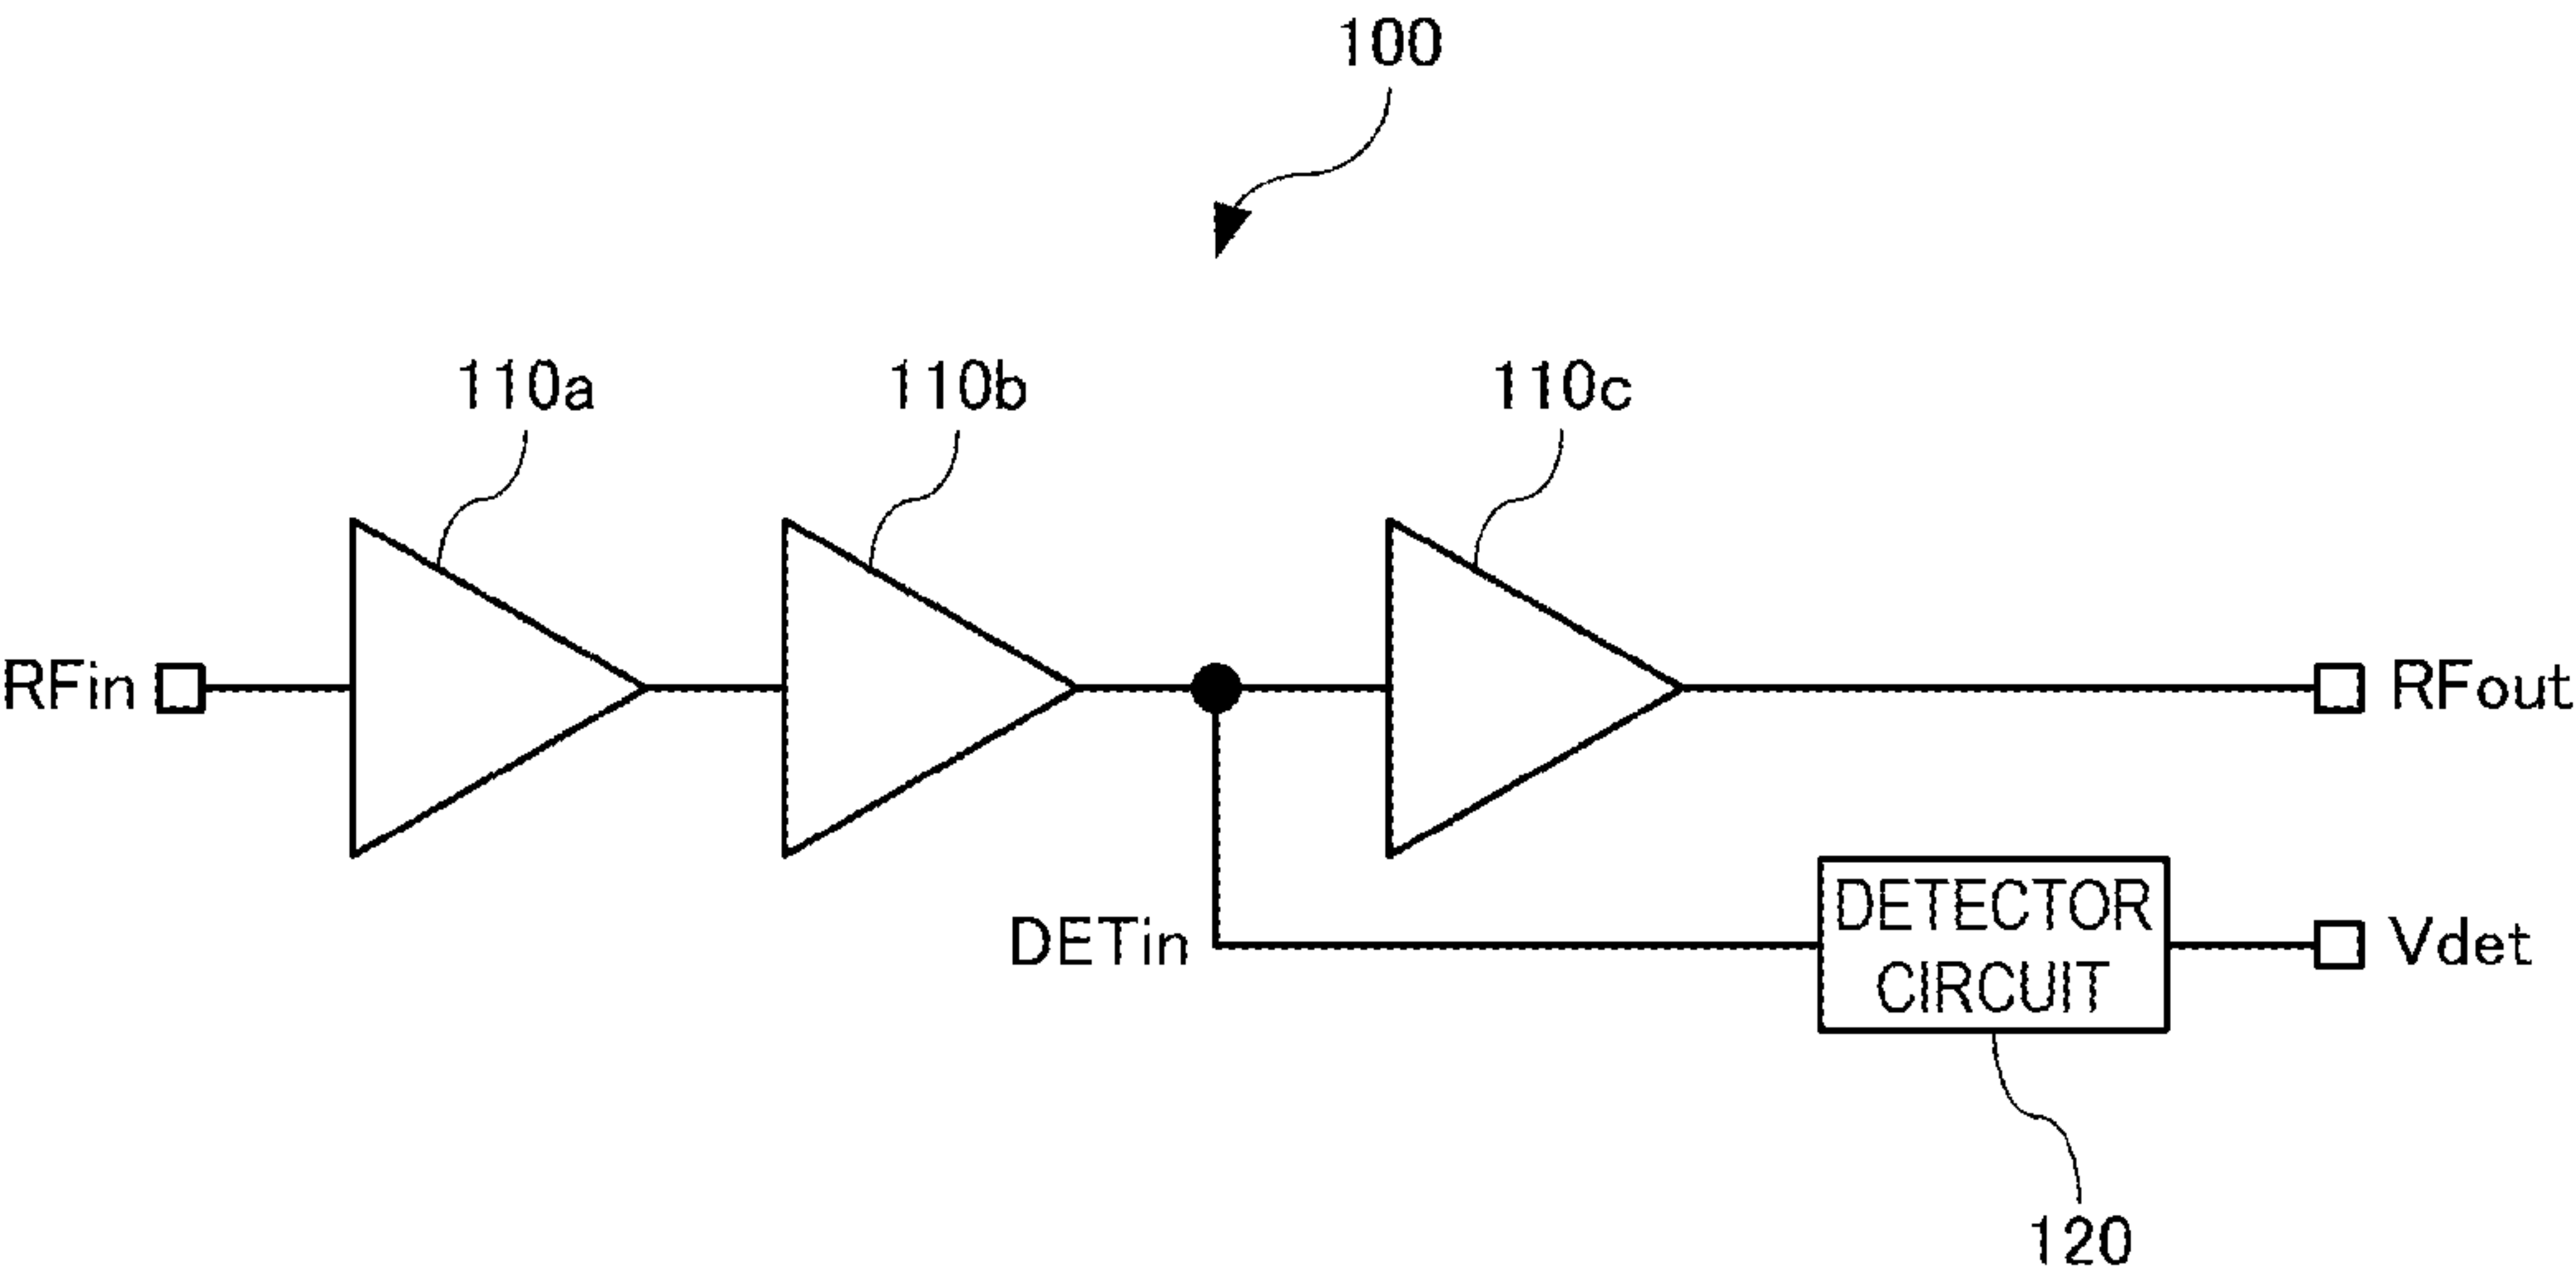 100
110a
110b
110c
RFin
RFout
DETin
DETECTOR
CIRCUIT
Vdet
120